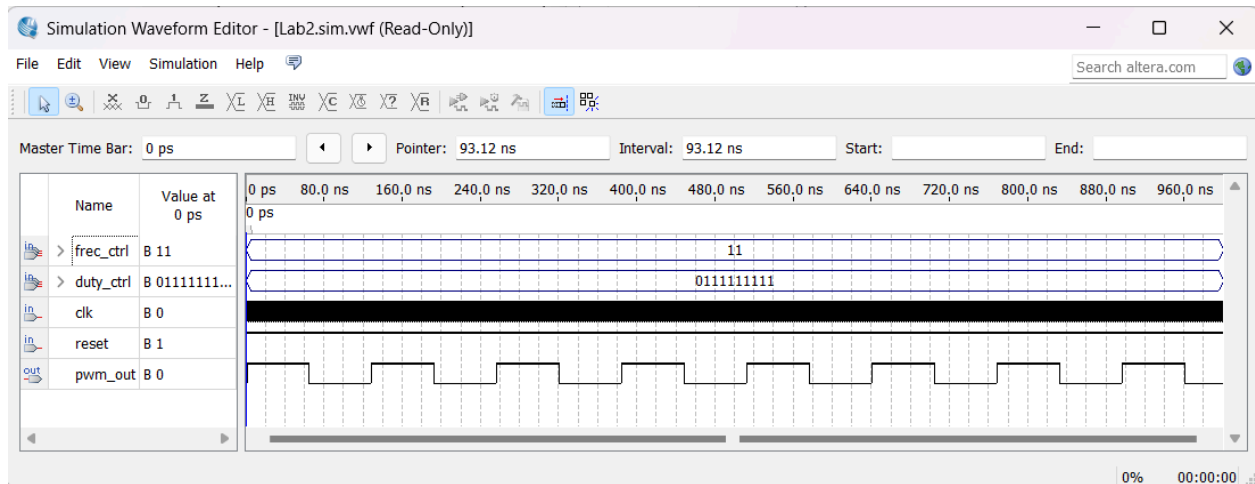 Simulation Waveform Editor - [Lab2.sim.vwf (Read-Only)]
File Edit View Simulation Help Search altera.com
Master Time Bar: 0 ps Pointer: 93.12 ns Interval: 93.12 ns Start: End:
Name Value at 0 ps 0 ps 80.0 ns 160.0 ns 240.0 ns 320.0 ns 400.0 ns 480.0 ns 560.0 ns 640.0 ns 720.0 ns 800.0 ns 880.0 ns 960.0 ns
0 ps
frec_ctrl B 11 11
duty_ctrl B 01111111... 0111111111
clk B 0
reset B 1
pwm_out B 0
0% 00:00:00